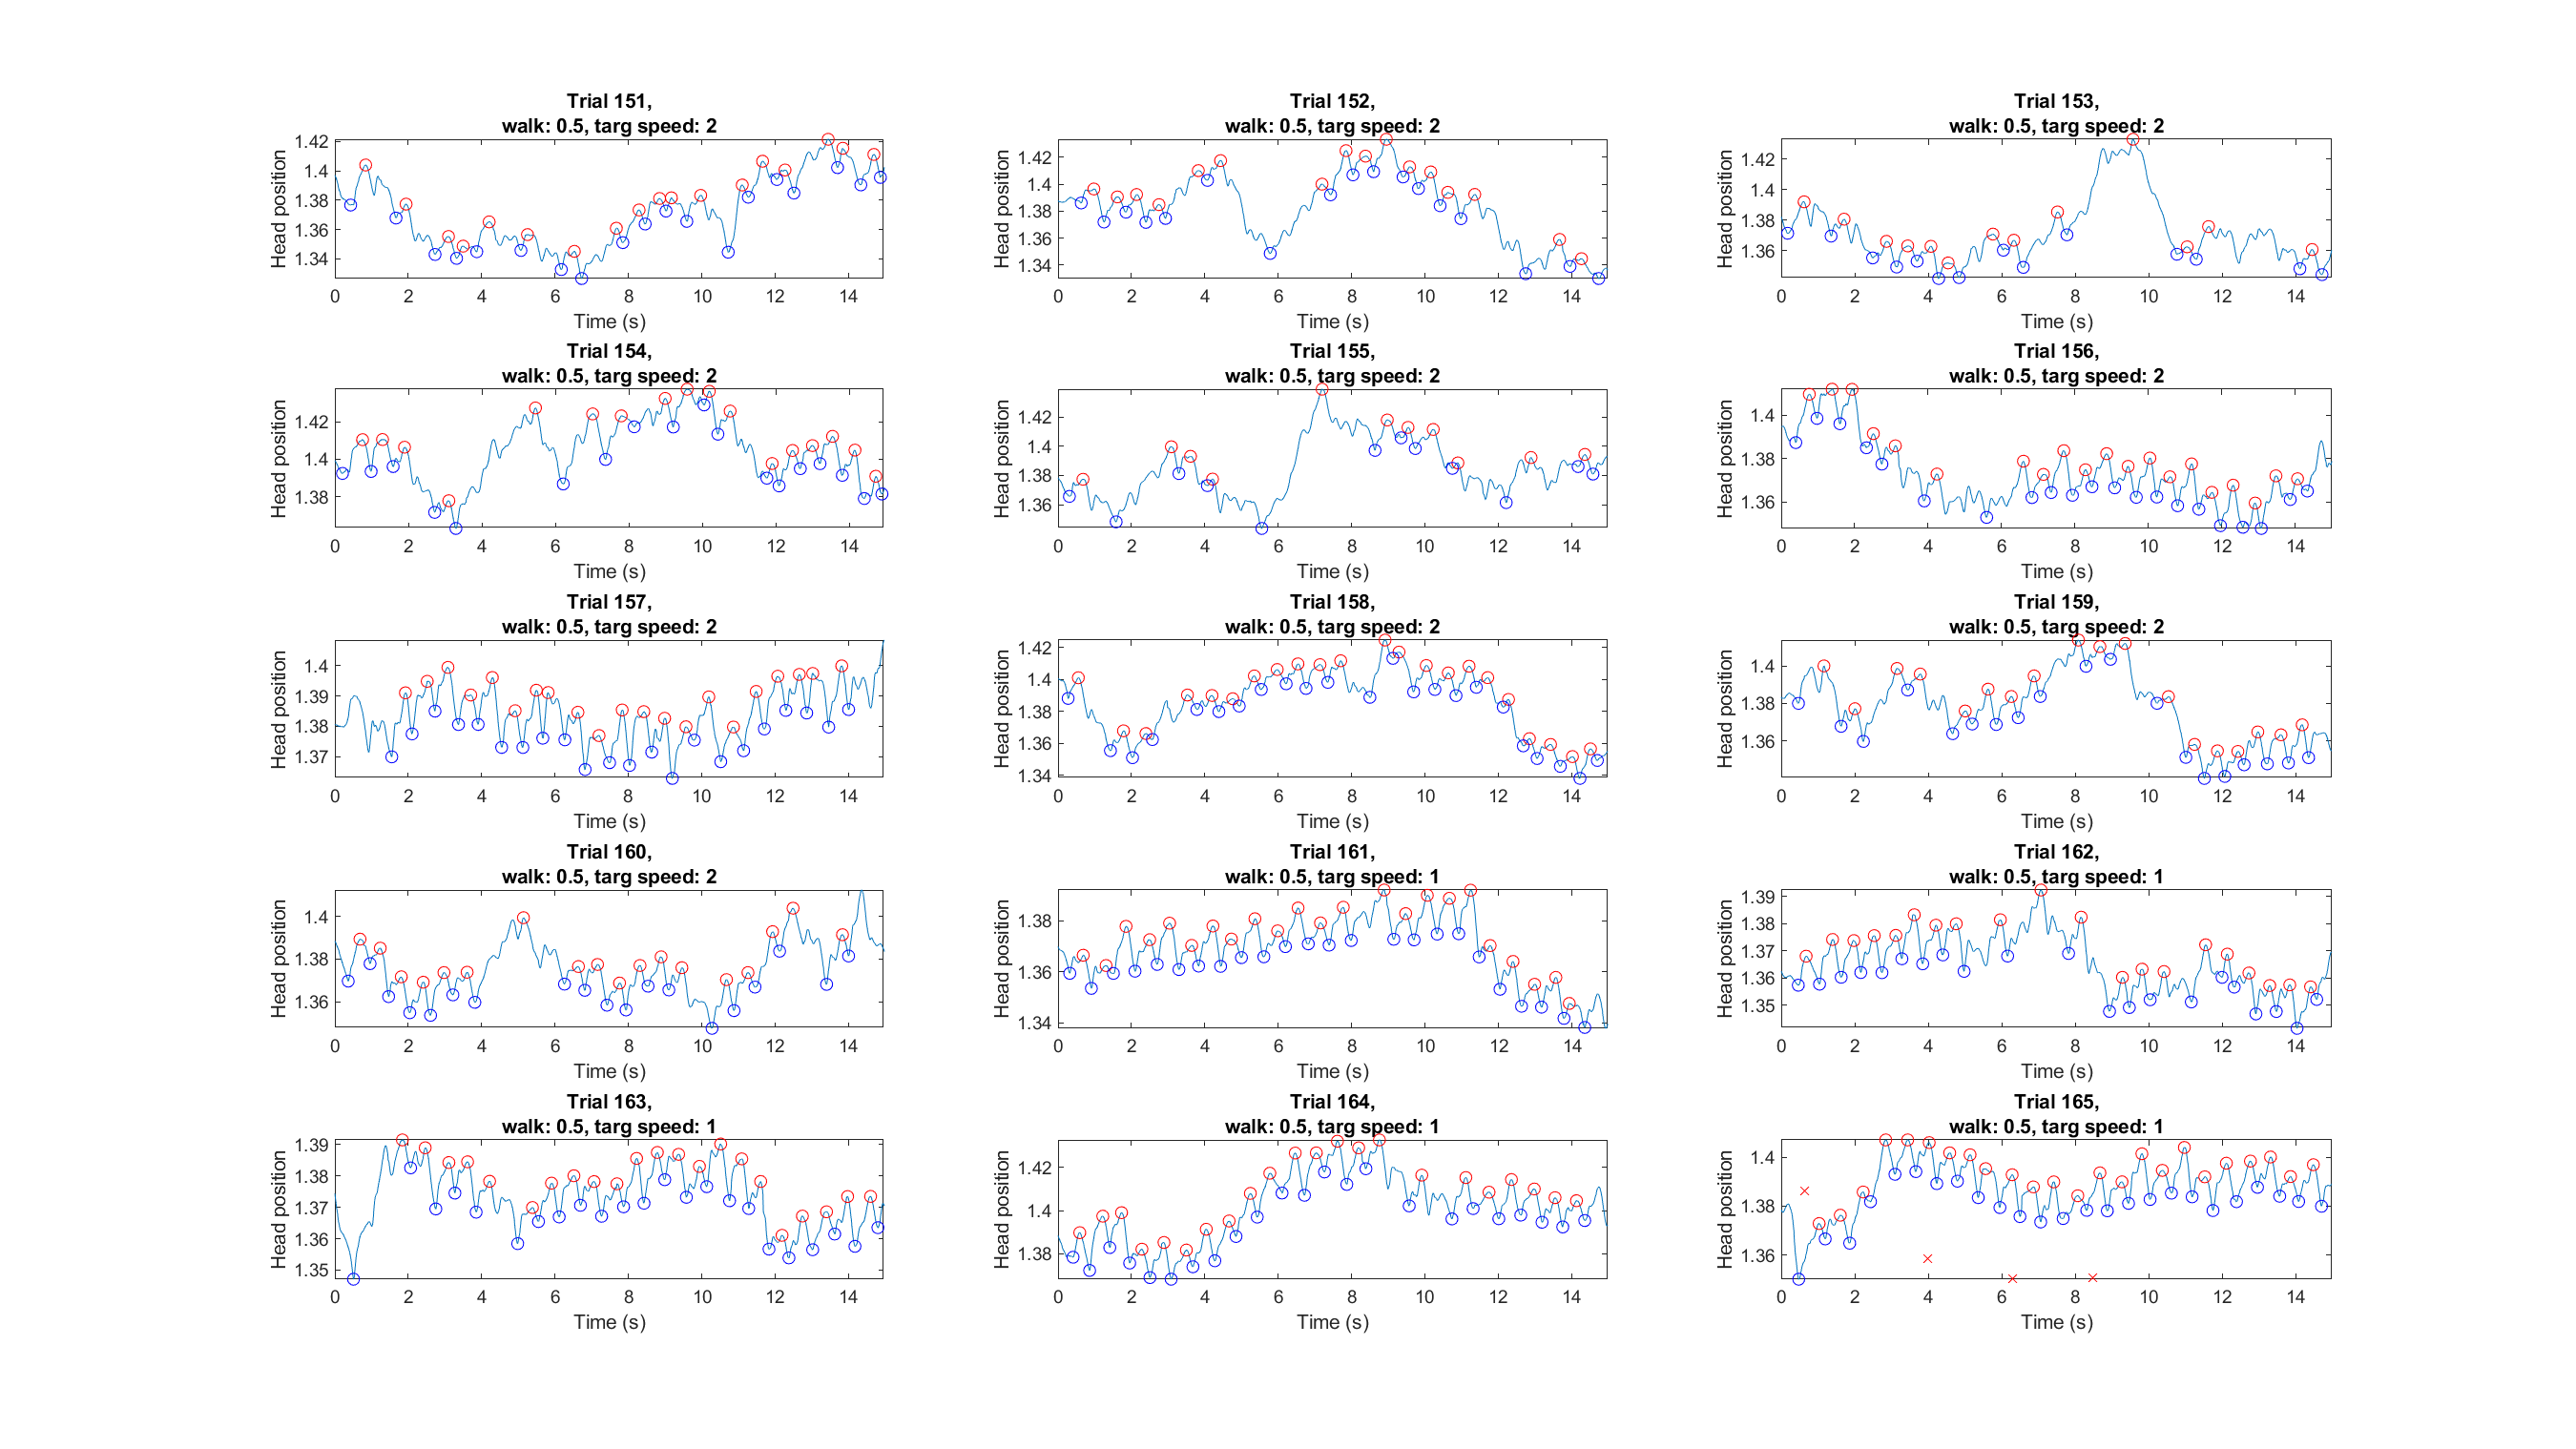 Trial 151,
walk: 0.5, targ speed: 2
Head position
1.42
1.4
1.38
1.36
1.34
0 2 4 6 8 10 12 14
Time (s)
Trial 152,
walk: 0.5, targ speed: 2
Head position
1.42
1.4
1.38
1.36
1.34
0 2 4 6 8 10 12 14
Time (s)
Trial 153,
walk: 0.5, targ speed: 2
Head position
1.42
1.4
1.38
1.36
0 2 4 6 8 10 12 14
Time (s)
Trial 154,
walk: 0.5, targ speed: 2
Head position
1.42
1.4
1.38
0 2 4 6 8 10 12 14
Time (s)
Trial 155,
walk: 0.5, targ speed: 2
Head position
1.42
1.4
1.38
1.36
0 2 4 6 8 10 12 14
Time (s)
Trial 156,
walk: 0.5, targ speed: 2
Head position
1.4
1.38
1.36
0 2 4 6 8 10 12 14
Time (s)
Trial 157,
walk: 0.5, targ speed: 2
Head position
1.4
1.39
1.38
1.37
0 2 4 6 8 10 12 14
Time (s)
Trial 158,
walk: 0.5, targ speed: 2
Head position
1.42
1.4
1.38
1.36
1.34
0 2 4 6 8 10 12 14
Time (s)
Trial 159,
walk: 0.5, targ speed: 2
Head position
1.4
1.38
1.36
0 2 4 6 8 10 12 14
Time (s)
Trial 160,
walk: 0.5, targ speed: 2
Head position
1.4
1.38
1.36
0 2 4 6 8 10 12 14
Time (s)
Trial 161,
walk: 0.5, targ speed: 1
Head position
1.38
1.36
1.34
0 2 4 6 8 10 12 14
Time (s)
Trial 162,
walk: 0.5, targ speed: 1
Head position
1.39
1.38
1.37
1.36
1.35
0 2 4 6 8 10 12 14
Time (s)
Trial 163,
walk: 0.5, targ speed: 1
Head position
1.39
1.38
1.37
1.36
1.35
0 2 4 6 8 10 12 14
Time (s)
Trial 164,
walk: 0.5, targ speed: 1
Head position
1.42
1.4
1.38
0 2 4 6 8 10 12 14
Time (s)
Trial 165,
walk: 0.5, targ speed: 1
Head position
1.4
1.38
1.36
0 2 4 6 8 10 12 14
Time (s)